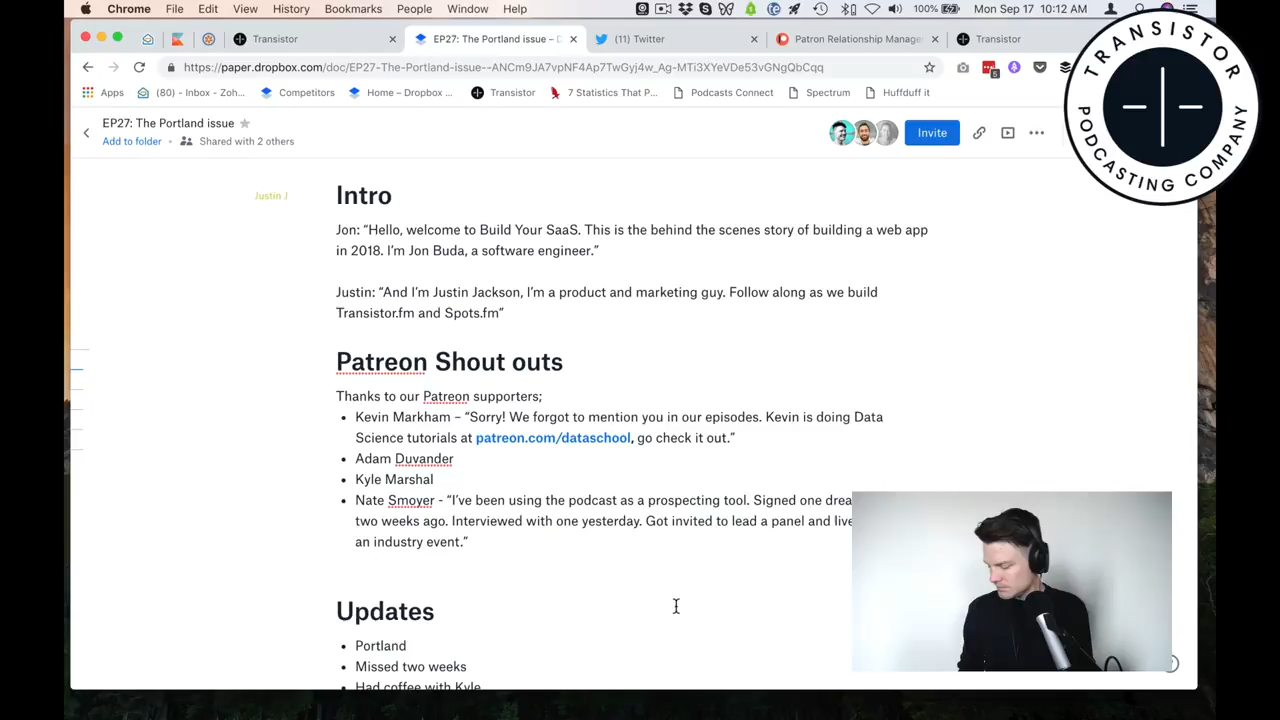 Chrome File Edit View History Bookmarks People Window Help 100% Mon Sep 17 10:12 AM
Transistor EP27: The Portland issue – D (11) Twitter Patron Relationship Manage Transistor
https://paper.dropbox.com/doc/EP27-The-Portland-issue--ANCm9JA7vpNF4Ap7TwGyj4w_Ag-MTi3XYeVDe53vGNgQbCqq
Apps (80) - Inbox - Zoh... Competitors Home – Dropbox ... Transistor 7 Statistics That P... Podcasts Connect Spectrum Huffduff it
TRANSISTOR
PODCASTING COMPANY
EP27: The Portland issue
Add to folder • Shared with 2 others
Invite
Justin J
Intro
Jon: “Hello, welcome to Build Your SaaS. This is the behind the scenes story of building a web app
in 2018. I’m Jon Buda, a software engineer.”
Justin: “And I’m Justin Jackson, I’m a product and marketing guy. Follow along as we build
Transistor.fm and Spots.fm”
Patreon Shout outs
Thanks to our Patreon supporters;
• Kevin Markham – “Sorry! We forgot to mention you in our episodes. Kevin is doing Data
Science tutorials at patreon.com/dataschool, go check it out.”
• Adam Duvander
• Kyle Marshal
• Nate Smoyer - “I’ve been using the podcast as a prospecting tool. Signed one drea
two weeks ago. Interviewed with one yesterday. Got invited to lead a panel and live
an industry event.”
Updates
• Portland
• Missed two weeks
• Had coffee with Kyle